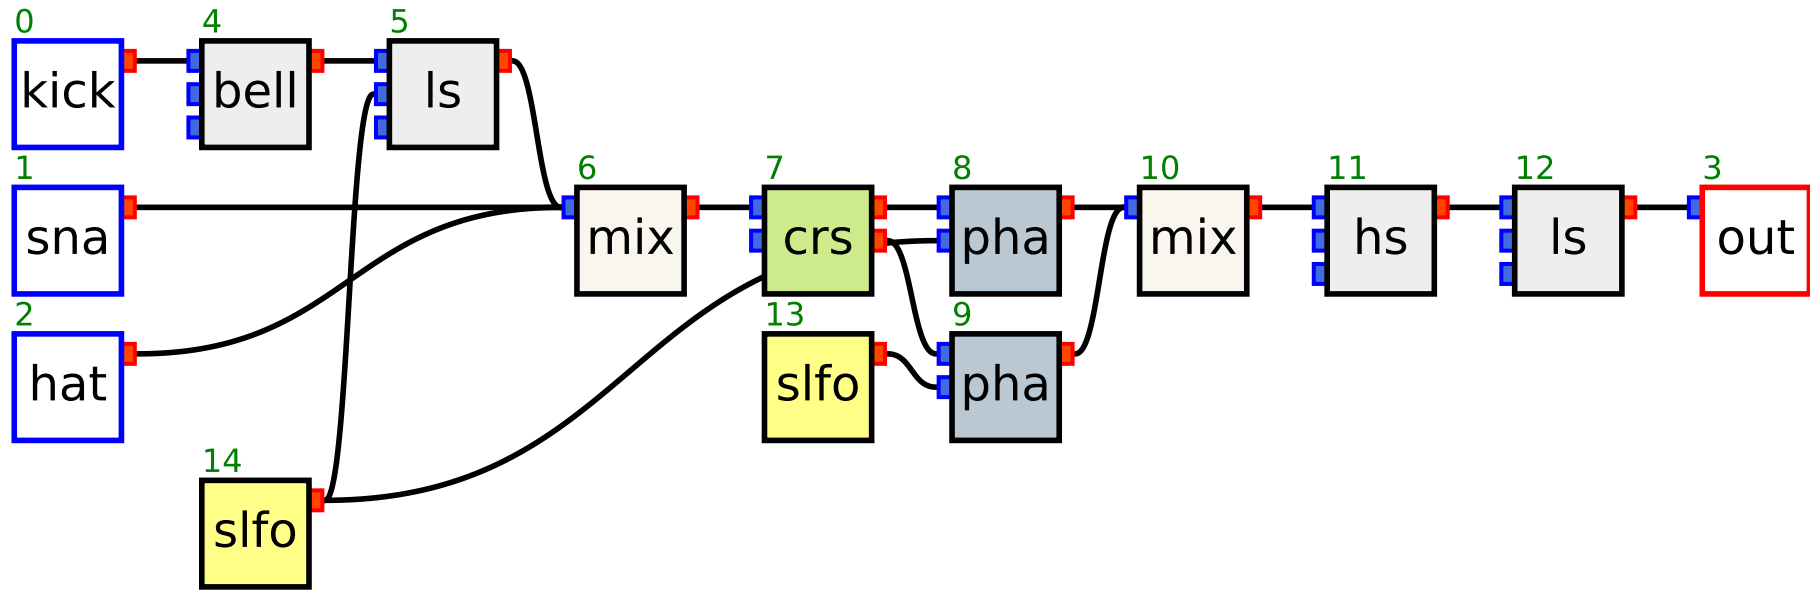 0 4 5
kick bell ls
1 6 7 8 10 11 12 3
sna mix crs pha mix hs ls out
2 13 9
hat slfo pha
14
slfo